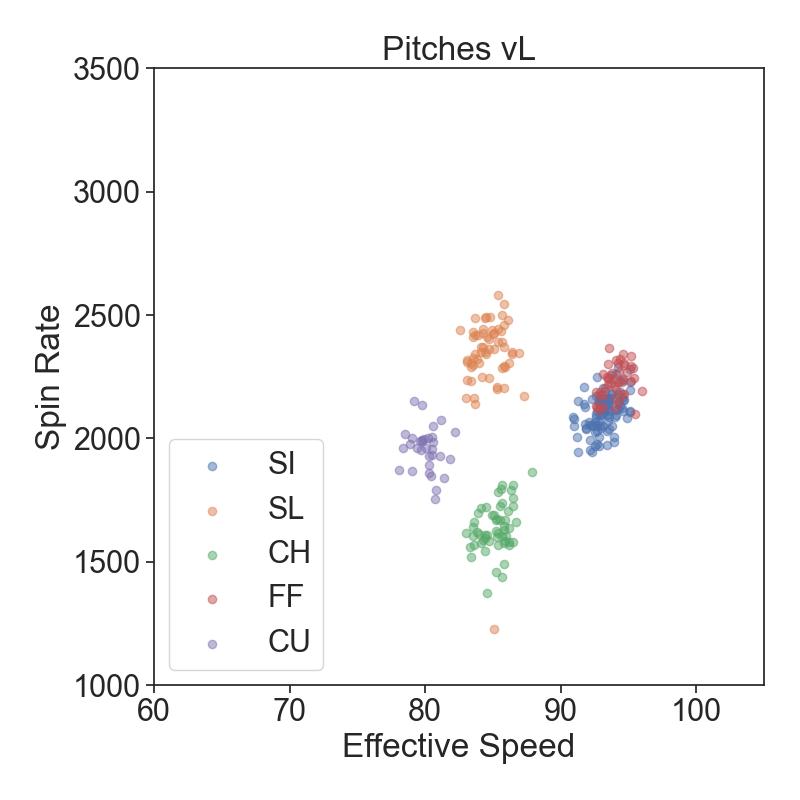 Pitches vL
3500
3000
2500
2000
1500
1000
Spin Rate
SI
SL
CH
FF
CU
60 70 80 90 100
Effective Speed